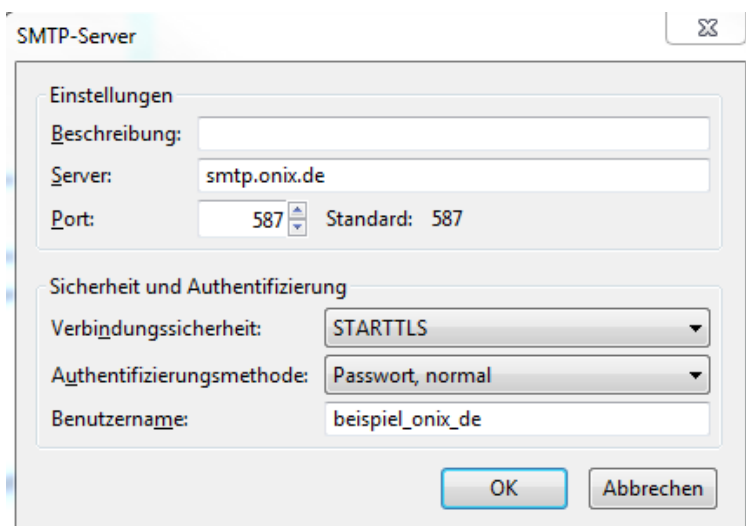 SMTP-Server
Einstellungen
Beschreibung:
Server: smtp.onix.de
Port: 587 Standard: 587
Sicherheit und Authentifizierung
Verbindungssicherheit: STARTTLS
Authentifizierungsmethode: Passwort, normal
Benutzername: beispiel_onix_de
OK Abbrechen